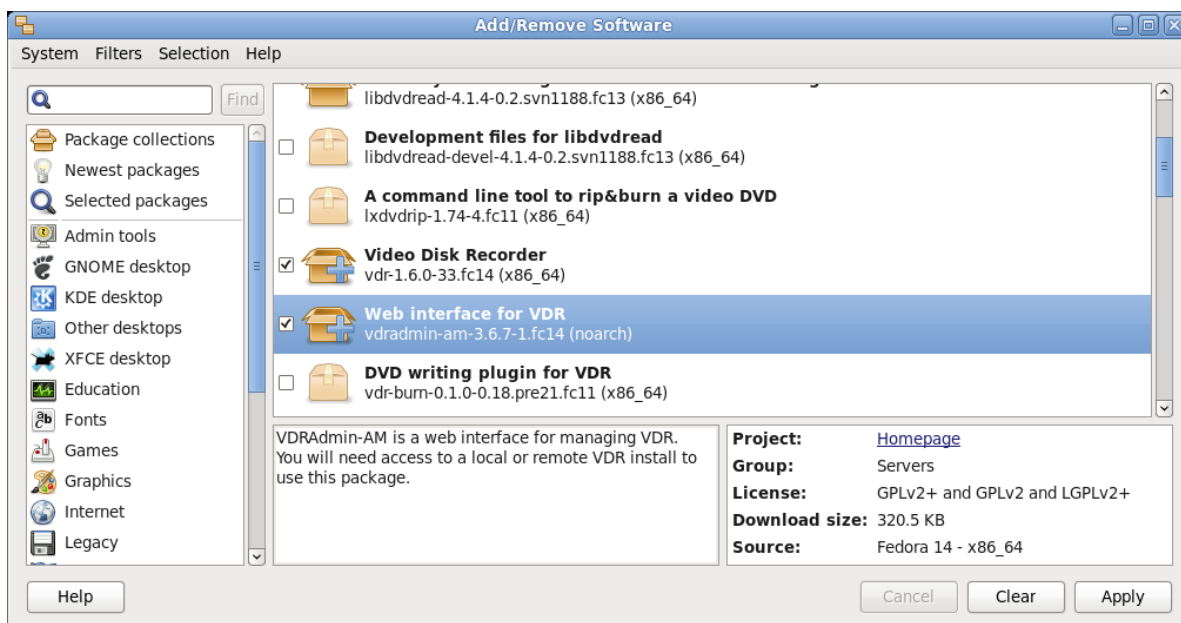 Add/Remove Software
System Filters Selection Help
Find
Package collections
Newest packages
Selected packages
Admin tools
GNOME desktop
KDE desktop
Other desktops
XFCE desktop
Education
Fonts
Games
Graphics
Internet
Legacy
libdvdread-4.1.4-0.2.svn1188.fc13 (x86_64)
Development files for libdvdread
libdvdread-devel-4.1.4-0.2.svn1188.fc13 (x86_64)
A command line tool to rip&burn a video DVD
lxdvdrip-1.74-4.fc11 (x86_64)
Video Disk Recorder
vdr-1.6.0-33.fc14 (x86_64)
Web interface for VDR
vdradmin-am-3.6.7-1.fc14 (noarch)
DVD writing plugin for VDR
vdr-burn-0.1.0-0.18.pre21.fc11 (x86_64)
VDRAdmin-AM is a web interface for managing VDR.
You will need access to a local or remote VDR install to
use this package.
Project: Homepage
Group: Servers
License: GPLv2+ and GPLv2 and LGPLv2+
Download size: 320.5 KB
Source: Fedora 14 - x86_64
Help Cancel Clear Apply